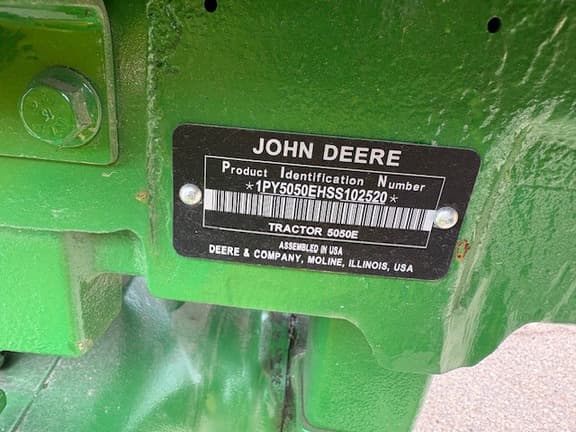 JOHN DEERE
Product Identification Number
*1PY5050EHSS102520*
TRACTOR 5050E
ASSEMBLED IN USA
DEERE & COMPANY, MOLINE, ILLINOIS, USA